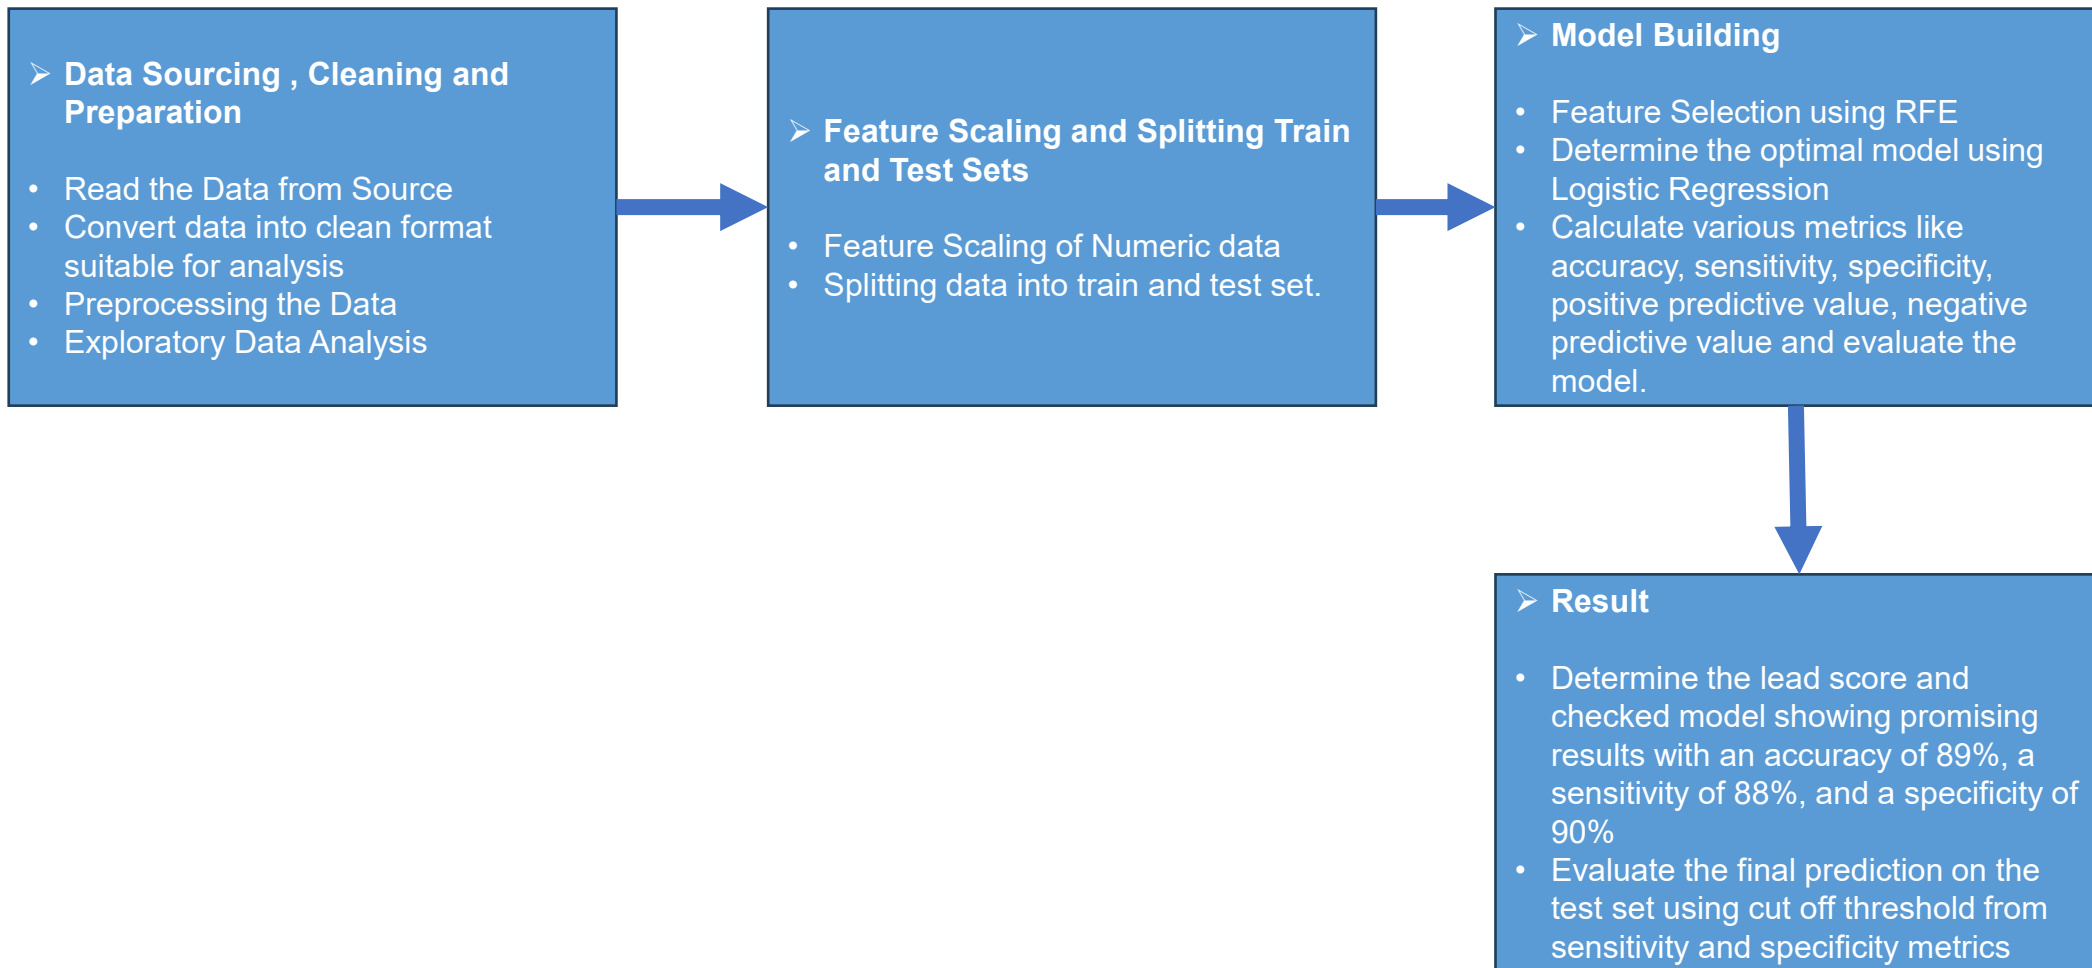 ➢ Data Sourcing , Cleaning and
Preparation
• Read the Data from Source
• Convert data into clean format
suitable for analysis
• Preprocessing the Data
• Exploratory Data Analysis
➢ Feature Scaling and Splitting Train
and Test Sets
• Feature Scaling of Numeric data
• Splitting data into train and test set.
➢ Model Building
• Feature Selection using RFE
• Determine the optimal model using
Logistic Regression
• Calculate various metrics like
accuracy, sensitivity, specificity,
positive predictive value, negative
predictive value and evaluate the
model.
➢ Result
• Determine the lead score and
checked model showing promising
results with an accuracy of 89%, a
sensitivity of 88%, and a specificity of
90%
• Evaluate the final prediction on the
test set using cut off threshold from
sensitivity and specificity metrics